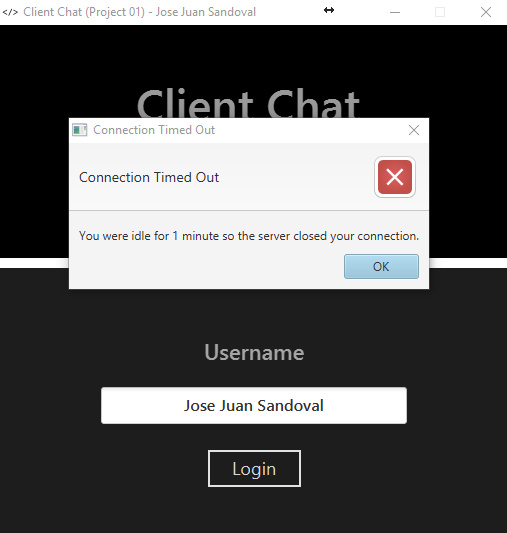 </> Client Chat (Project 01) - Jose Juan Sandoval
Client Chat
Connection Timed Out
Connection Timed Out
You were idle for 1 minute so the server closed your connection.
OK
Username
Jose Juan Sandoval
Login